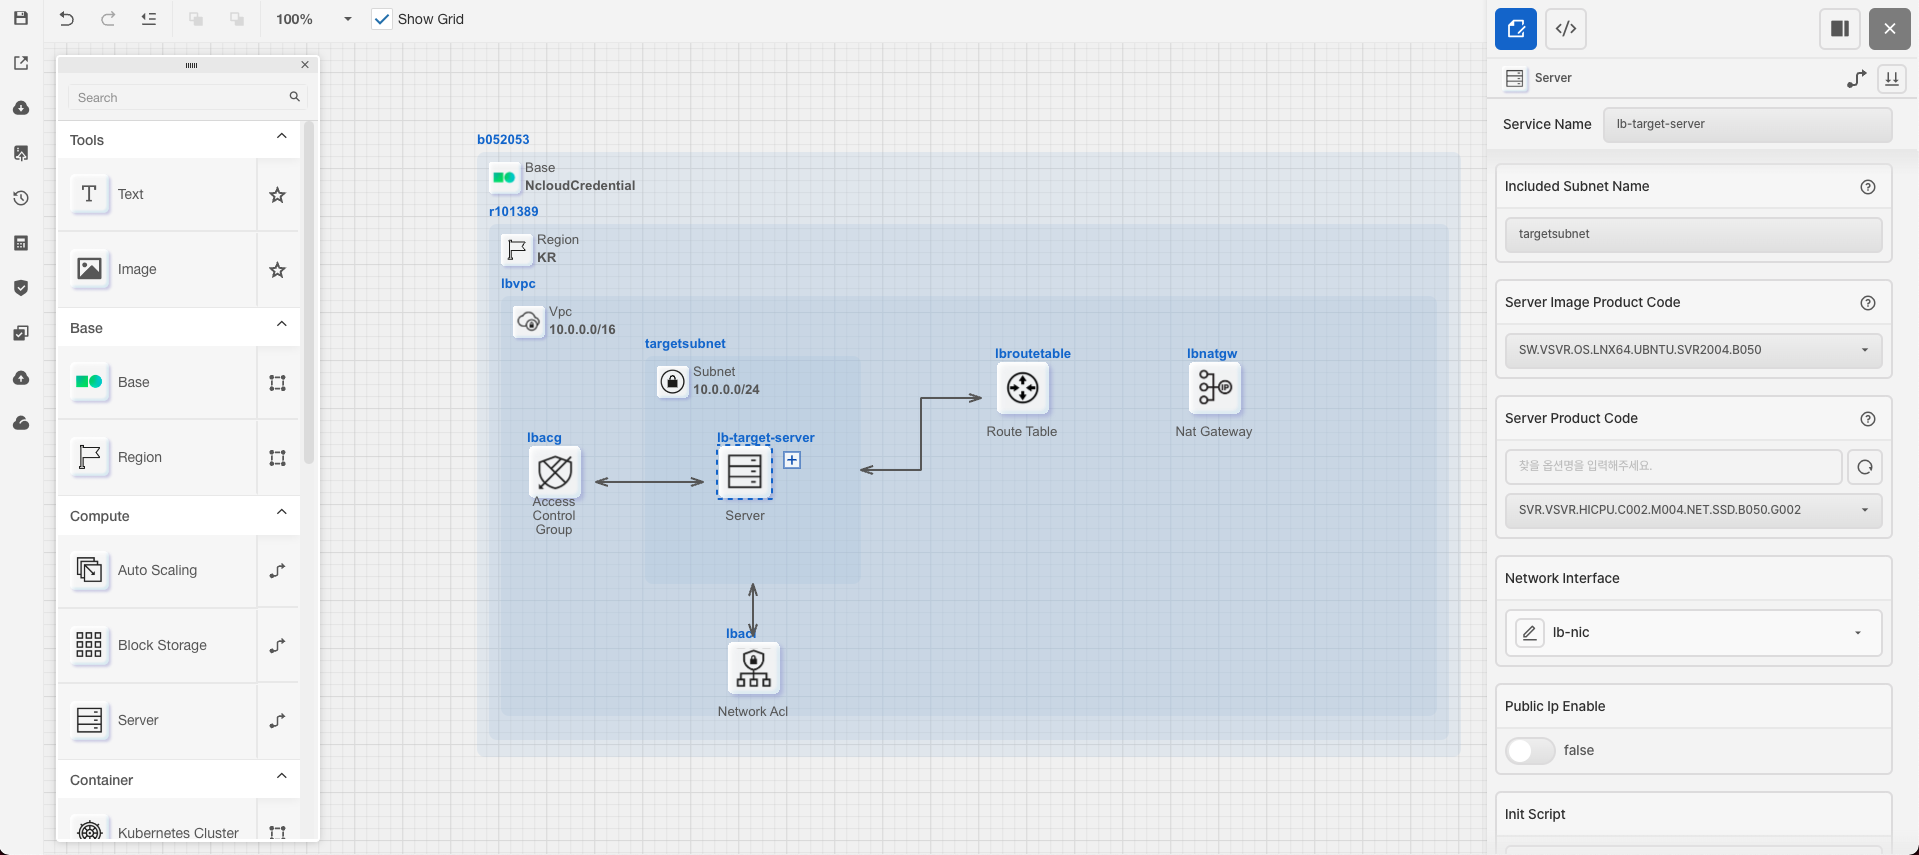 100%
Show Grid
Search
Tools
Text
Image
Base
Base
Region
Compute
Auto Scaling
Block Storage
Server
Container
Kubernetes Cluster
b052053
Base
NcloudCredential
r101389
Region
KR
lbvpc
Vpc
10.0.0.0/16
targetsubnet
Subnet
10.0.0.0/24
lbroutetable
Route Table
lbnatgw
IP
Nat Gateway
lbacg
Access
Control
Group
lb-target-server
Server
lbacl
Network Acl
Server
Service Name
lb-target-server
Included Subnet Name
targetsubnet
Server Image Product Code
SW.VSVR.OS.LNX64.UBNTU.SVR2004.B050
Server Product Code
찾을 옵션명을 입력해주세요.
SVR.VSVR.HICPU.C002.M004.NET.SSD.B050.G002
Network Interface
lb-nic
Public Ip Enable
false
Init Script